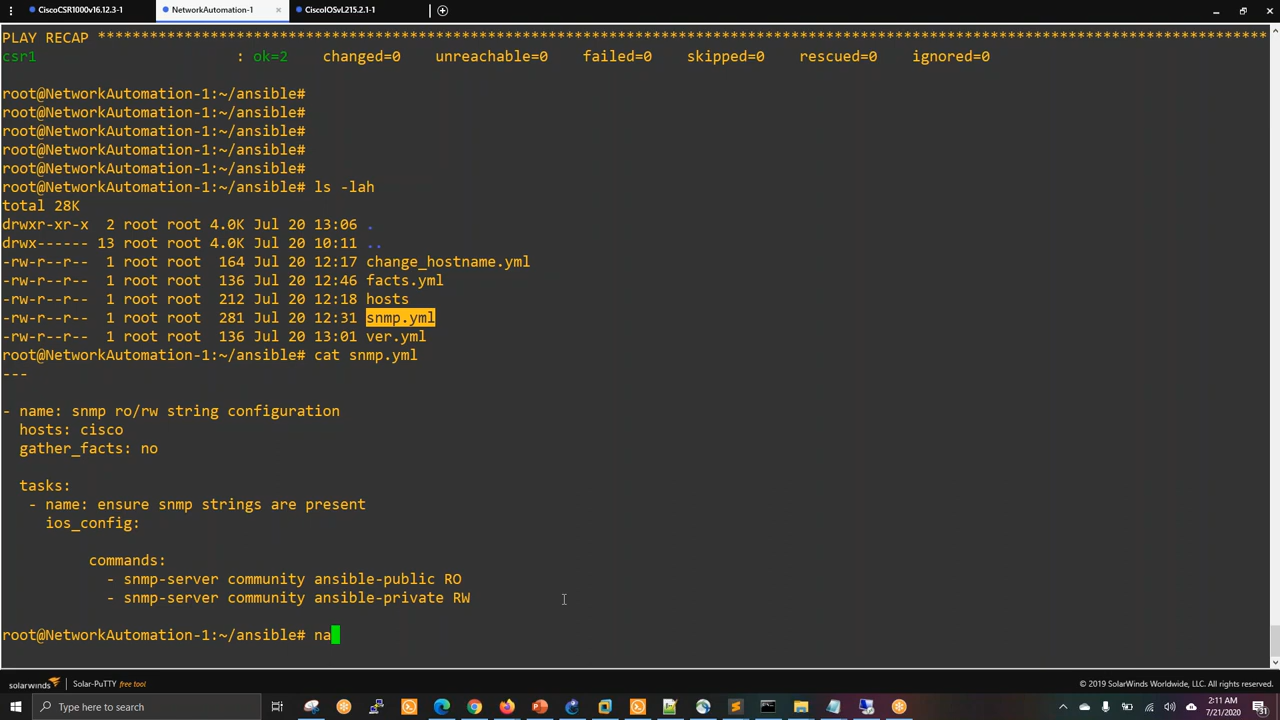 CiscoCSR1000v16.12.3-1
NetworkAutomation-1
CiscoIOSvL215.2.1-1
PLAY RECAP *********************************************************************************************************************************************
csr1                       : ok=2    changed=0    unreachable=0    failed=0    skipped=0    rescued=0    ignored=0
root@NetworkAutomation-1:~/ansible#
root@NetworkAutomation-1:~/ansible#
root@NetworkAutomation-1:~/ansible#
root@NetworkAutomation-1:~/ansible#
root@NetworkAutomation-1:~/ansible#
root@NetworkAutomation-1:~/ansible# ls -lah
total 28K
drwxr-xr-x  2 root root 4.0K Jul 20 13:06 .
drwx------ 13 root root 4.0K Jul 20 10:11 ..
-rw-r--r--  1 root root  164 Jul 20 12:17 change_hostname.yml
-rw-r--r--  1 root root  136 Jul 20 12:46 facts.yml
-rw-r--r--  1 root root  212 Jul 20 12:18 hosts
-rw-r--r--  1 root root  281 Jul 20 12:31 snmp.yml
-rw-r--r--  1 root root  136 Jul 20 13:01 ver.yml
root@NetworkAutomation-1:~/ansible# cat snmp.yml
---
- name: snmp ro/rw string configuration
  hosts: cisco
  gather_facts: no
  tasks:
   - name: ensure snmp strings are present
     ios_config:
          commands:
            - snmp-server community ansible-public RO
            - snmp-server community ansible-private RW
root@NetworkAutomation-1:~/ansible# na
solarwinds Solar-PuTTY free tool
© 2019 SolarWinds Worldwide, LLC. All rights reserved.
Type here to search
2:11 AM
7/21/2020